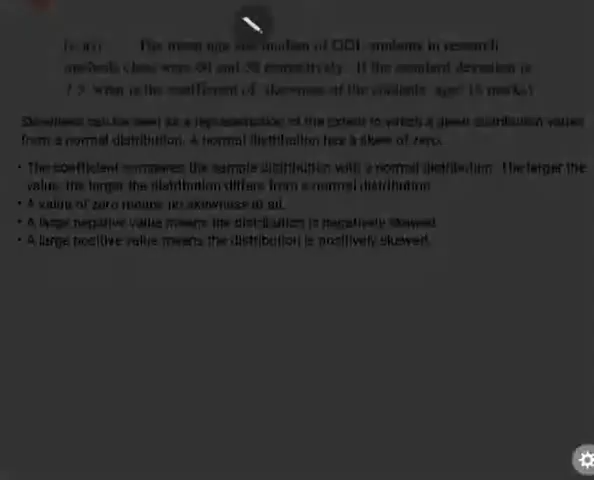 The mean age and median of ODL students in research
methods class were 60 and 58 respectively. If the standard deviation is
7.5, what is the coefficient of skewness of the students' age? (5 marks)
Skewness can be seen as a representation of the extent to which a given distribution varies
from a normal distribution. A normal distribution has a skew of zero.
• The coefficient compares the sample distribution with a normal distribution. The larger the
value, the larger the distribution differs from a normal distribution.
• A value of zero means no skewness at all.
• A large negative value means the distribution is negatively skewed.
• A large positive value means the distribution is positively skewed.